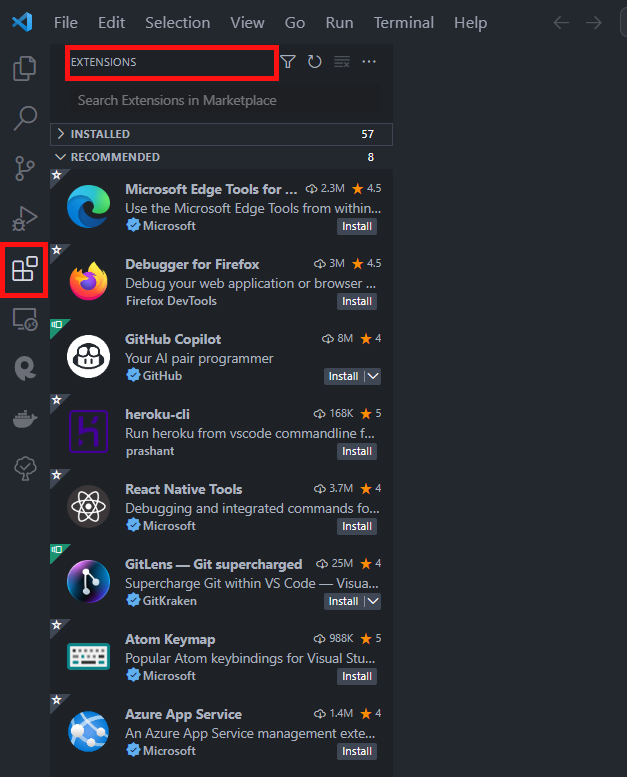 File Edit Selection View Go Run Terminal Help
EXTENSIONS
Search Extensions in Marketplace
INSTALLED 57
RECOMMENDED 8
Microsoft Edge Tools for ... 2.3M 4.5
Use the Microsoft Edge Tools from within...
Microsoft Install
Debugger for Firefox 3M 4.5
Debug your web application or browser ...
Firefox DevTools Install
GitHub Copilot 8M 4
Your AI pair programmer
GitHub Install
heroku-cli 168K 5
Run heroku from vscode commandline f...
prashant Install
React Native Tools 3.7M 4
Debugging and integrated commands fo...
Microsoft Install
GitLens — Git supercharged 25M 4
Supercharge Git within VS Code — Visua...
GitKraken Install
Atom Keymap 988K 5
Popular Atom keybindings for Visual Stu...
Microsoft Install
Azure App Service 1.4M 4
An Azure App Service management exte...
Microsoft Install